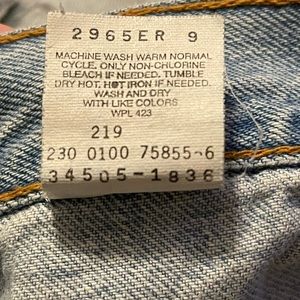 2965ER 9
MACHINE WASH WARM NORMAL
CYCLE, ONLY NON-CHLORINE
BLEACH IF NEEDED. TUMBLE
DRY HOT. HOT IRON IF NEEDED.
WASH AND DRY
WITH LIKE COLORS
WPL 423
219
230 0100 75855-6
34505-1836